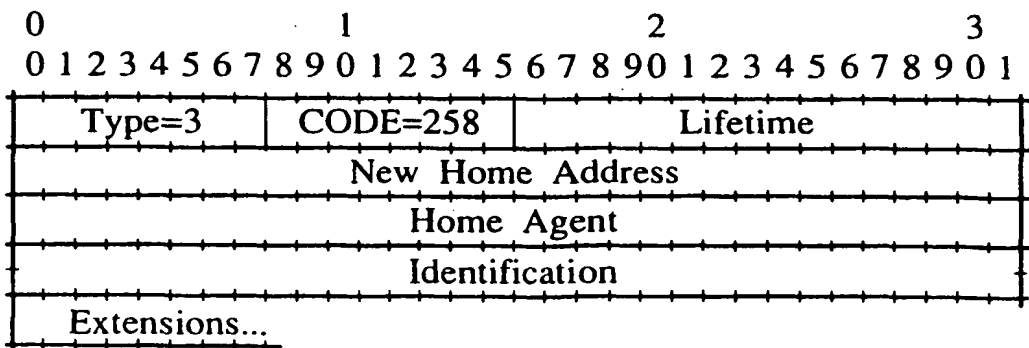 0 1 2 3
0 1 2 3 4 5 6 7 8 9 0 1 2 3 4 5 6 7 8 9 0 1 2 3 4 5 6 7 8 9 0 1
Type=3 CODE=258 Lifetime
New Home Address
Home Agent
Identification
Extensions...